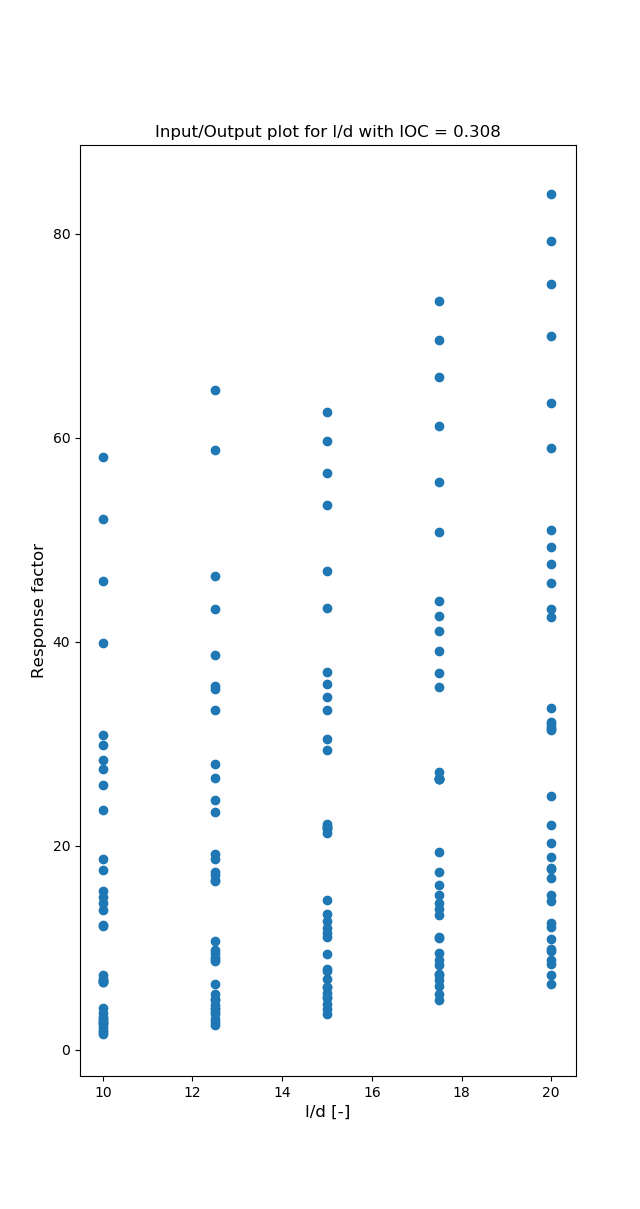 Input/Output plot for l/d with IOC = 0.308
80
60
40
20
0
Response factor
10 12 14 16 18 20
l/d [-]